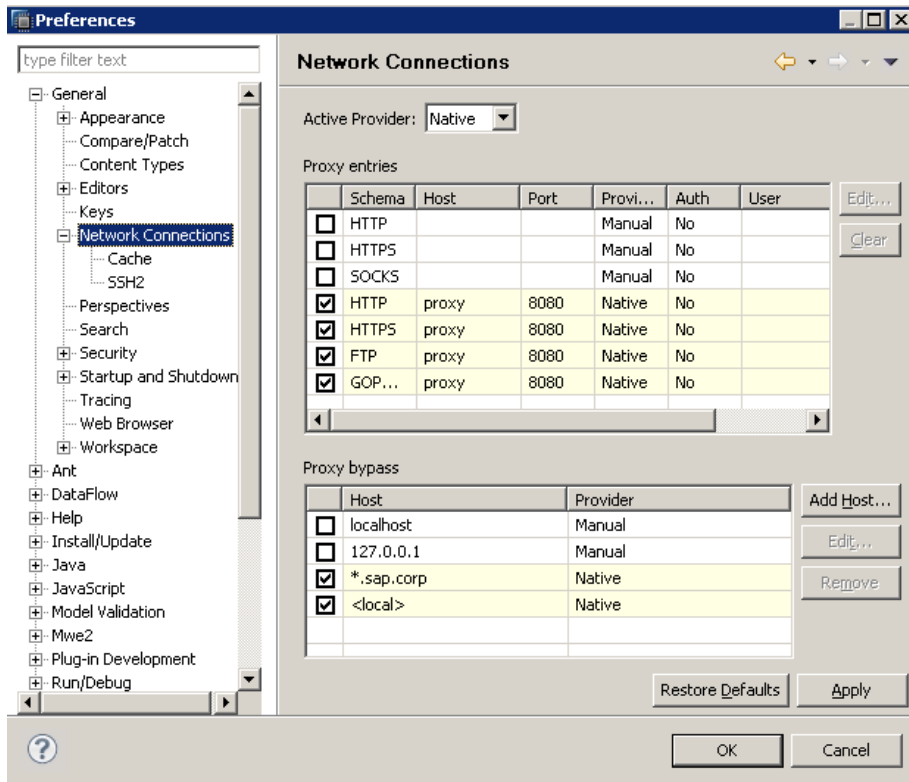 Preferences
type filter text
General
Appearance
Compare/Patch
Content Types
Editors
Keys
Network Connections
Cache
SSH2
Perspectives
Search
Security
Startup and Shutdown
Tracing
Web Browser
Workspace
Ant
DataFlow
Help
Install/Update
Java
JavaScript
Model Validation
Mwe2
Plug-in Development
Run/Debug
Network Connections
Active Provider: Native
Proxy entries
Schema Host Port Provi... Auth User
HTTP Manual No
HTTPS Manual No
SOCKS Manual No
HTTP proxy 8080 Native No
HTTPS proxy 8080 Native No
FTP proxy 8080 Native No
GOP... proxy 8080 Native No
Edit...
Clear
Proxy bypass
Host Provider
localhost Manual
127.0.0.1 Manual
*.sap.corp Native
<local> Native
Add Host...
Edit...
Remove
Restore Defaults Apply
? OK Cancel